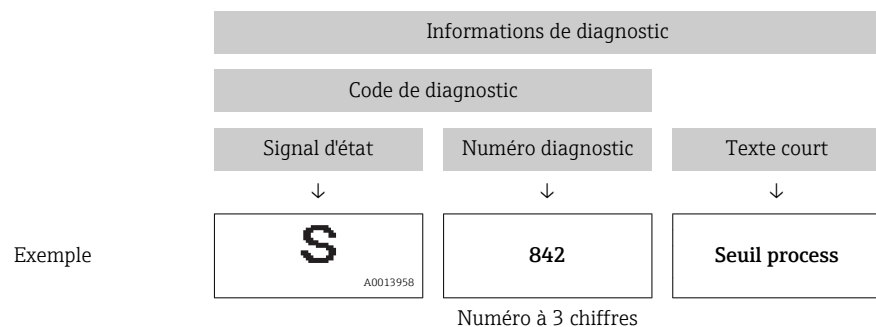 Informations de diagnostic
Code de diagnostic
Signal d'état Numéro diagnostic Texte court
↓ ↓ ↓
Exemple S 842 Seuil process
A0013958
Numéro à 3 chiffres